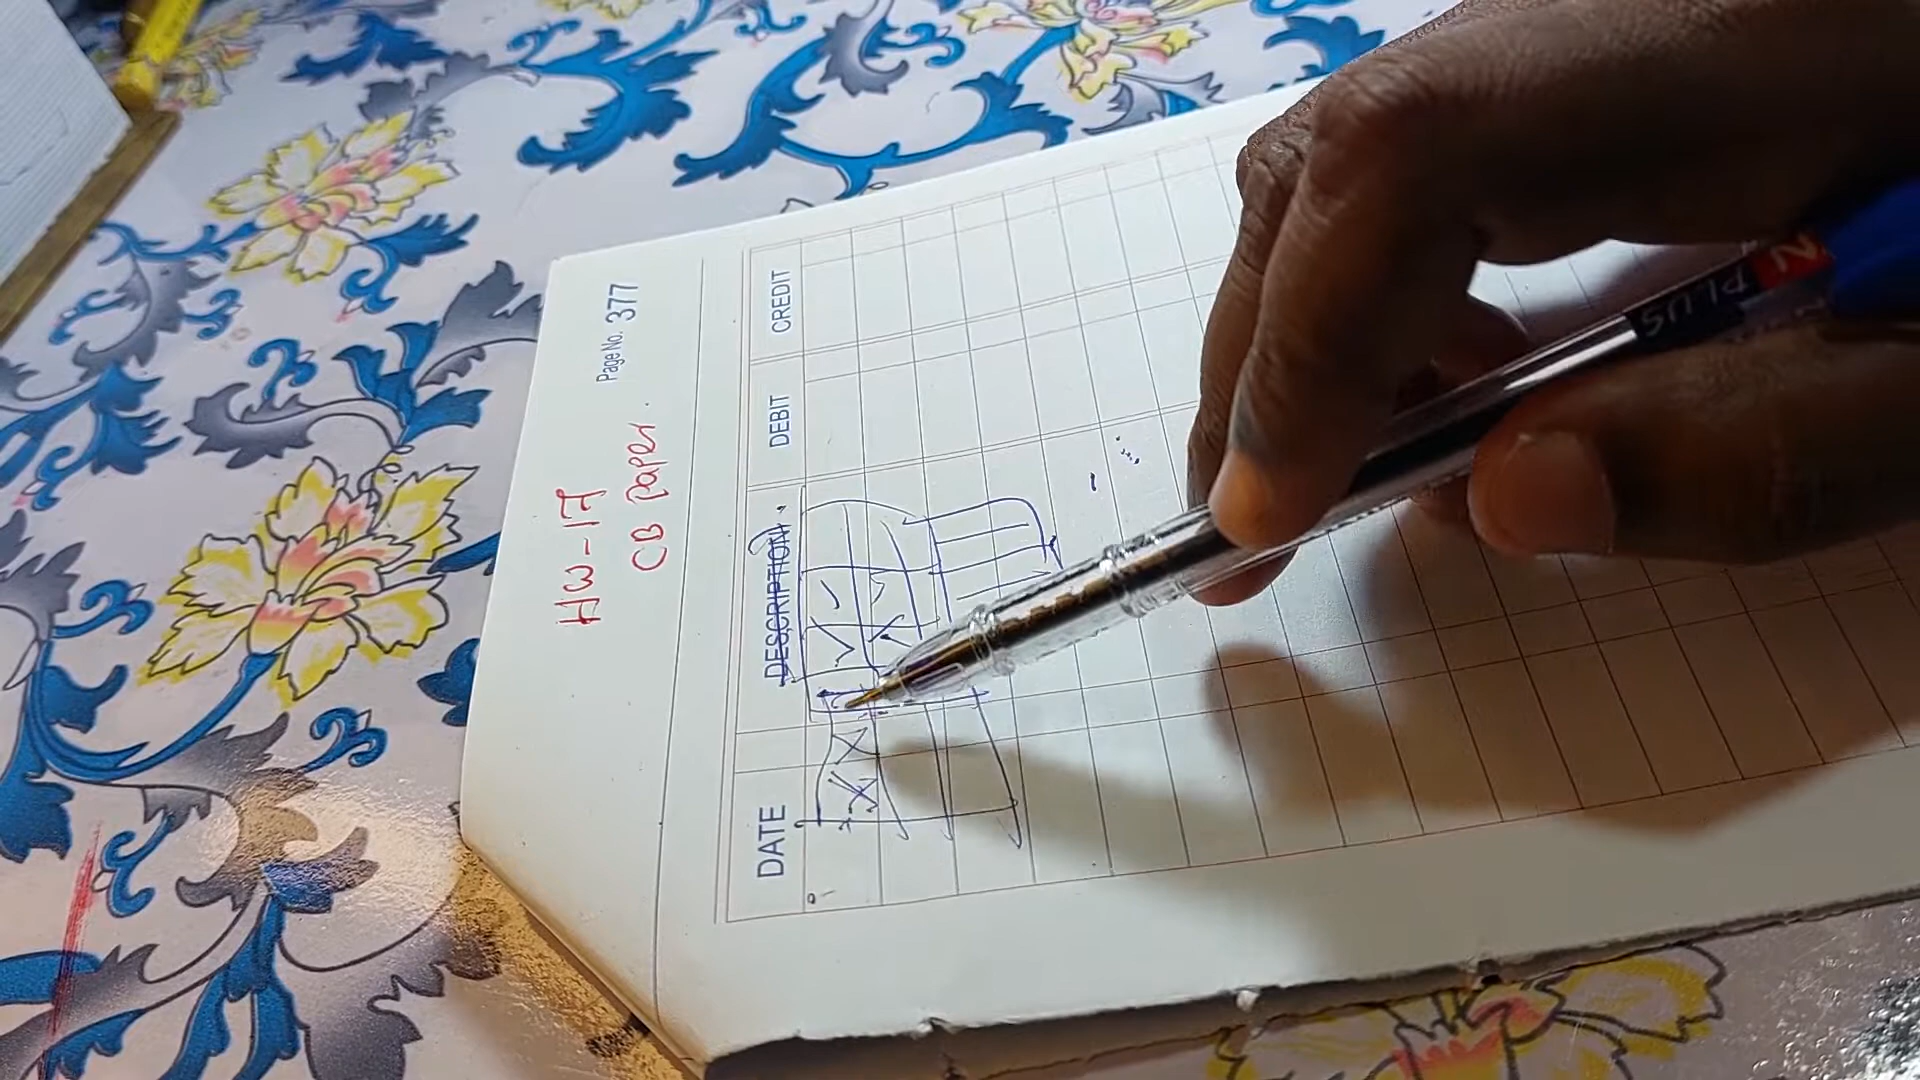 HW-17
CB Paper.
Page No. 377
DATE DESCRIPTION DEBIT CREDIT
PLUS